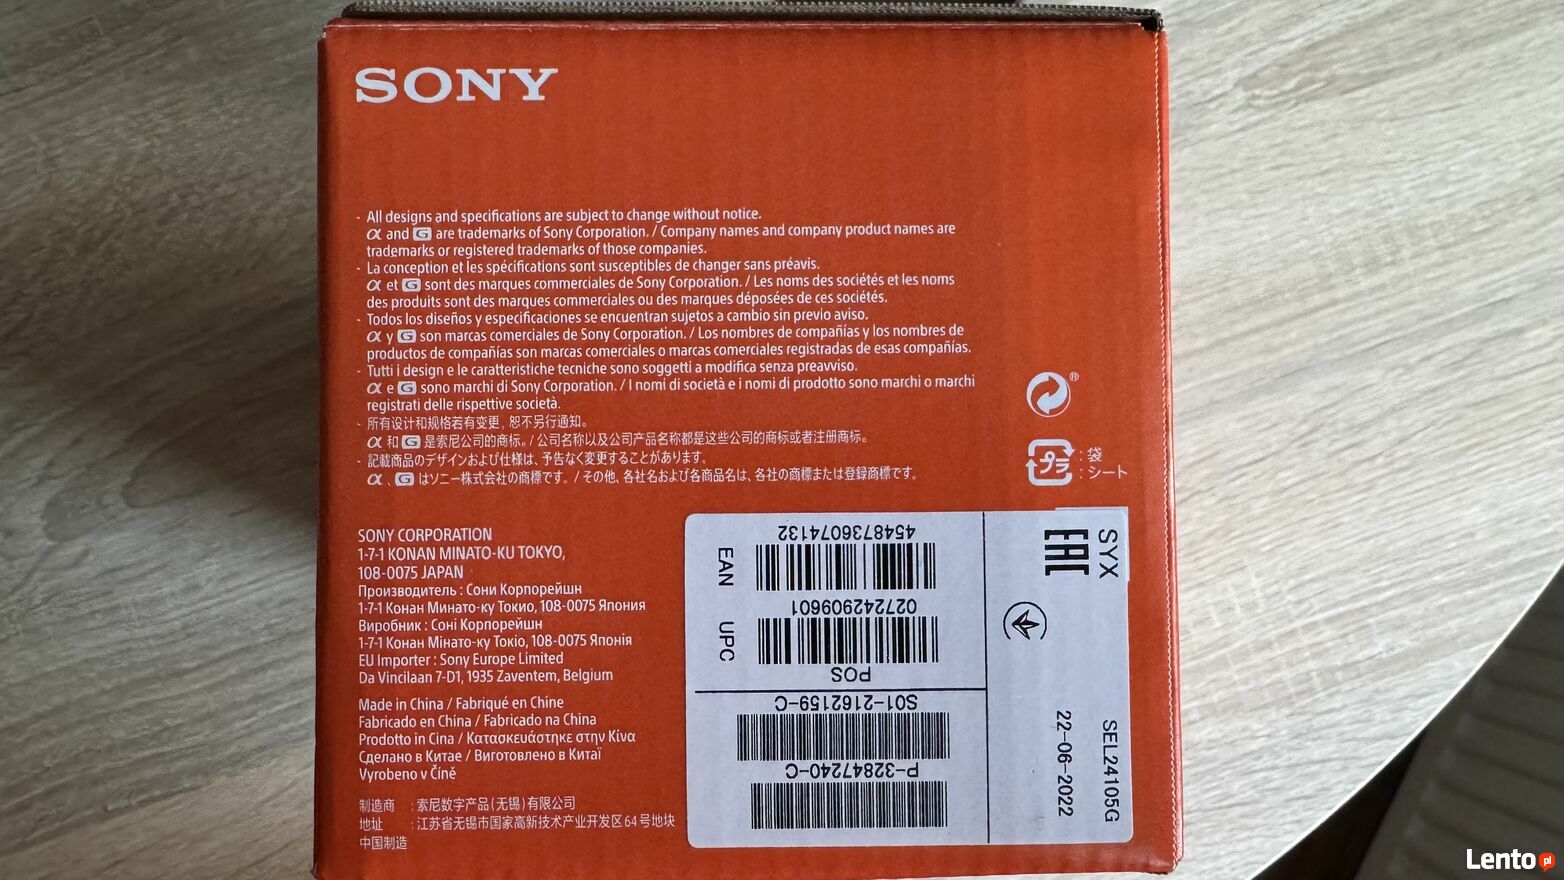 SONY
- All designs and specifications are subject to change without notice.
α and G are trademarks of Sony Corporation. / Company names and company product names are
trademarks or registered trademarks of those companies.
- La conception et les spécifications sont susceptibles de changer sans préavis.
α et G sont des marques commerciales de Sony Corporation. / Les noms des sociétés et les noms
des produits sont des marques commerciales ou des marques déposées de ces sociétés.
- Todos los diseños y especificaciones se encuentran sujetos a cambio sin previo aviso.
α y G son marcas comerciales de Sony Corporation. / Los nombres de compañías y los nombres de
productos de compañías son marcas comerciales o marcas comerciales registradas de esas compañías.
- Tutti i design e le caratteristiche tecniche sono soggetti a modifica senza preavviso.
α e G sono marchi di Sony Corporation. / I nomi di società e i nomi di prodotto sono marchi o marchi
registrati delle rispettive società.
- 所有设计和规格若有变更，恕不另行通知。
α 和 G 是索尼公司的商标。/ 公司名称以及公司产品名称都是这些公司的商标或者注册商标。
- 記載商品のデザインおよび仕様は、予告なく変更することがあります。
α 、G はソニー株式会社の商標です。/ その他、各社名および各商品名は、各社の商標または登録商標です。
®
プラ : 袋
: シート
SONY CORPORATION
1-7-1 KONAN MINATO-KU TOKYO,
108-0075 JAPAN
Производитель : Сони Корпорейшн
1-7-1 Конан Минато-ку Токио, 108-0075 Япония
Виробник : Соні Корпорейшн
1-7-1 Конан Мінато-ку Токіо, 108-0075 Японія
EU Importer : Sony Europe Limited
Da Vincilaan 7-D1, 1935 Zaventem, Belgium
Made in China / Fabriqué en Chine
Fabricado en China / Fabricado na China
Prodotto in Cina / Κατασκευάστηκε στην Κίνα
Сделано в Китае / Виготовлено в Китаї
Vyrobeno v Číně
制造商 : 索尼数字产品(无锡)有限公司
地址 : 江苏省无锡市国家高新技术产业开发区64号地块
中国制造
4548736074132
EAN
027242909601
UPC
POS
S01-2162159-C
P-32847240-C
SYX
EAC
SEL24105G
22-06-2022
Lento pl